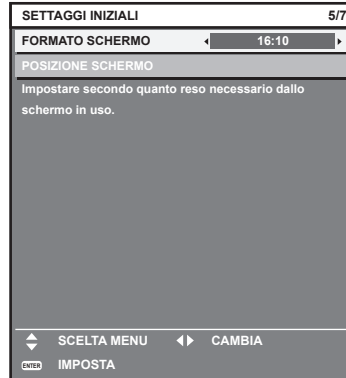 SETTAGGI INIZIALI 5/7
FORMATO SCHERMO 16:10
POSIZIONE SCHERMO
Impostare secondo quanto reso necessario dallo
schermo in uso.
SCELTA MENU CAMBIA
ENTER IMPOSTA